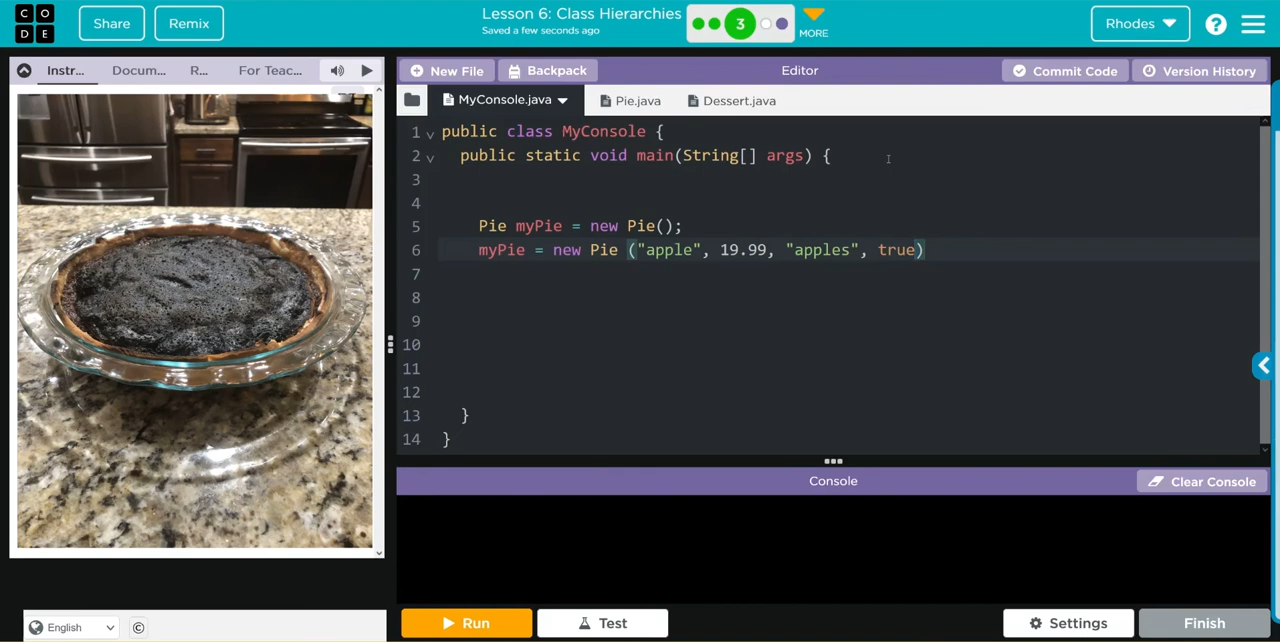 CODE
Share
Remix
Lesson 6: Class Hierarchies
Saved a few seconds ago
3
MORE
Rhodes
?
Instr...
Docum...
R...
For Teac...
New File
Backpack
Editor
Commit Code
Version History
MyConsole.java
Pie.java
Dessert.java
1 public class MyConsole {
2 public static void main(String[] args) {
3
4
5 Pie myPie = new Pie();
6 myPie = new Pie ("apple", 19.99, "apples", true)
7
8
9
10
11
12
13 }
14 }
Console
Clear Console
English
©
Run
Test
Settings
Finish